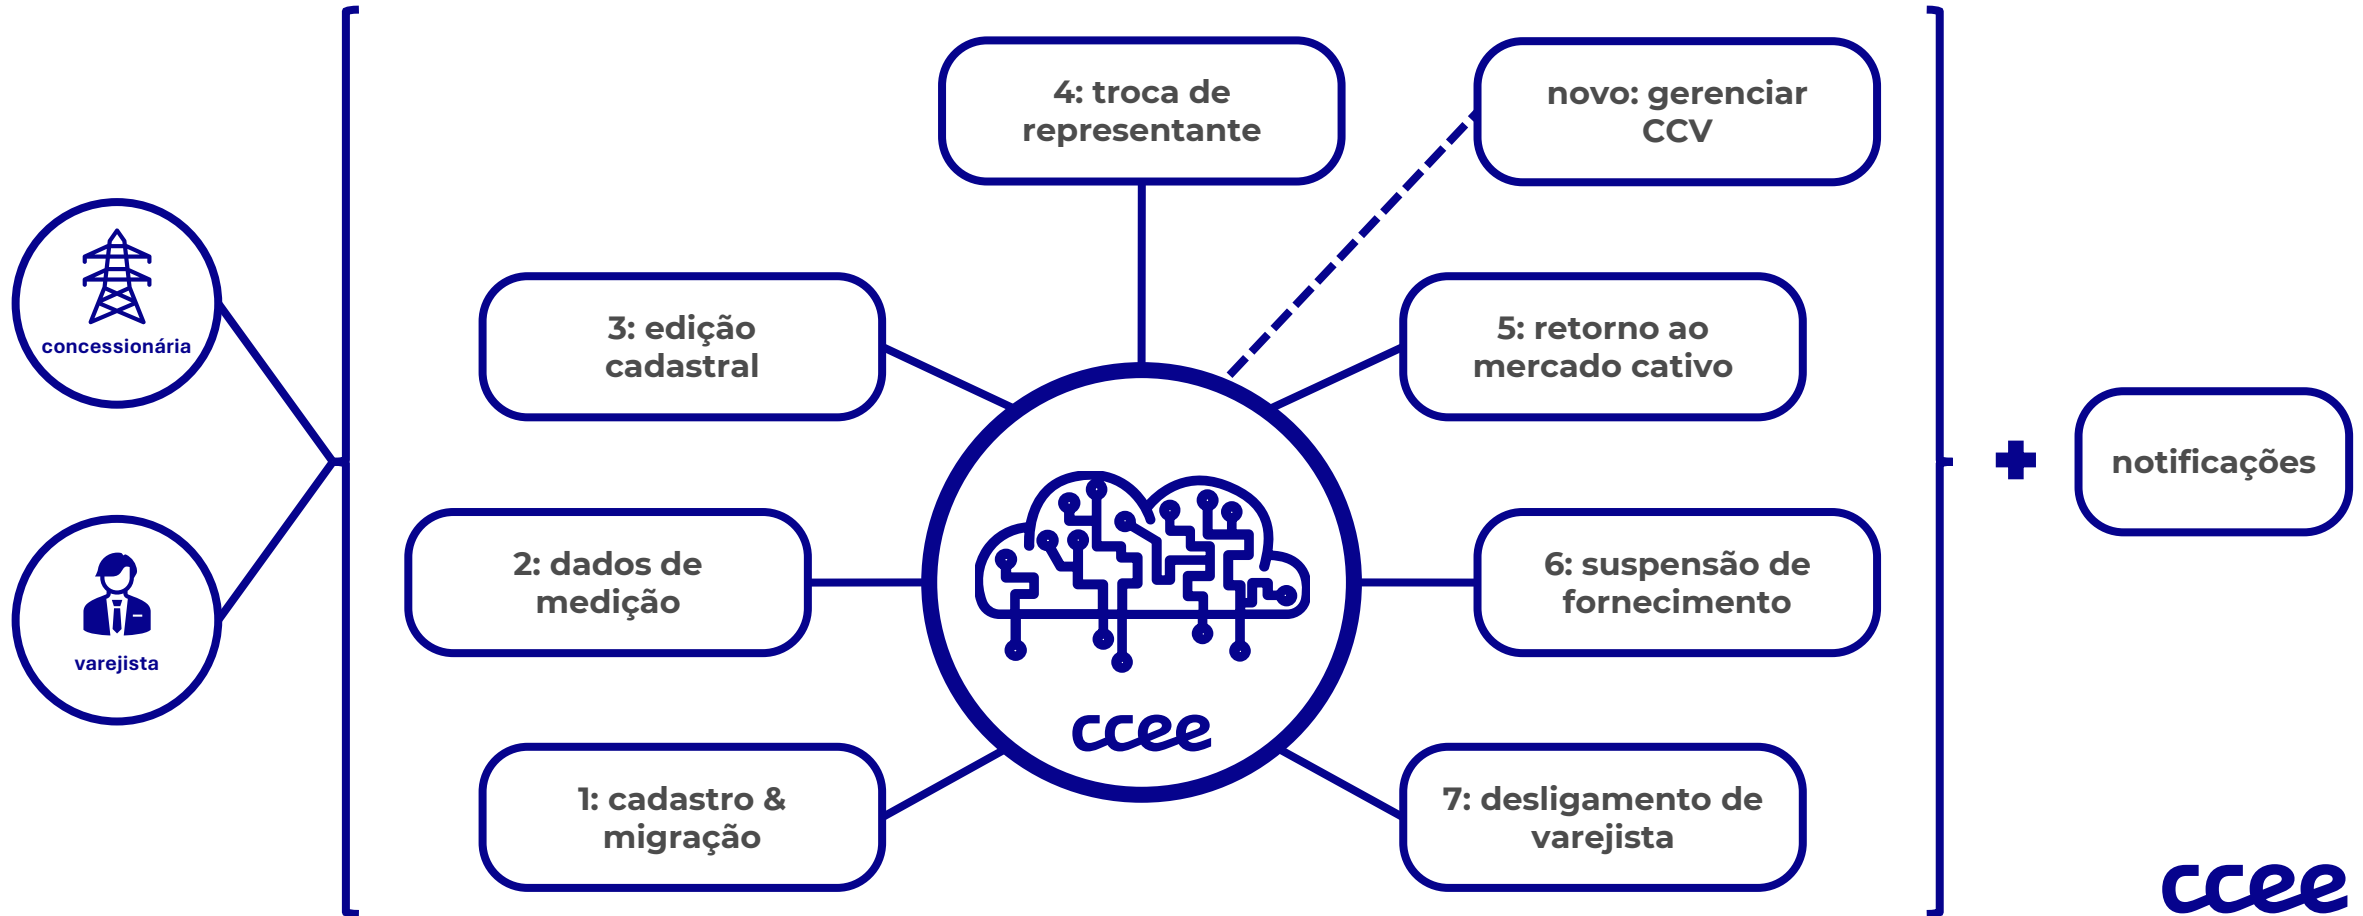 concessionária
varejista
4: troca de
representante
novo: gerenciar
CCV
3: edição
cadastral
5: retorno ao
mercado cativo
2: dados de
medição
6: suspensão de
fornecimento
1: cadastro &
migração
7: desligamento de
varejista
ccee
notificações
ccee